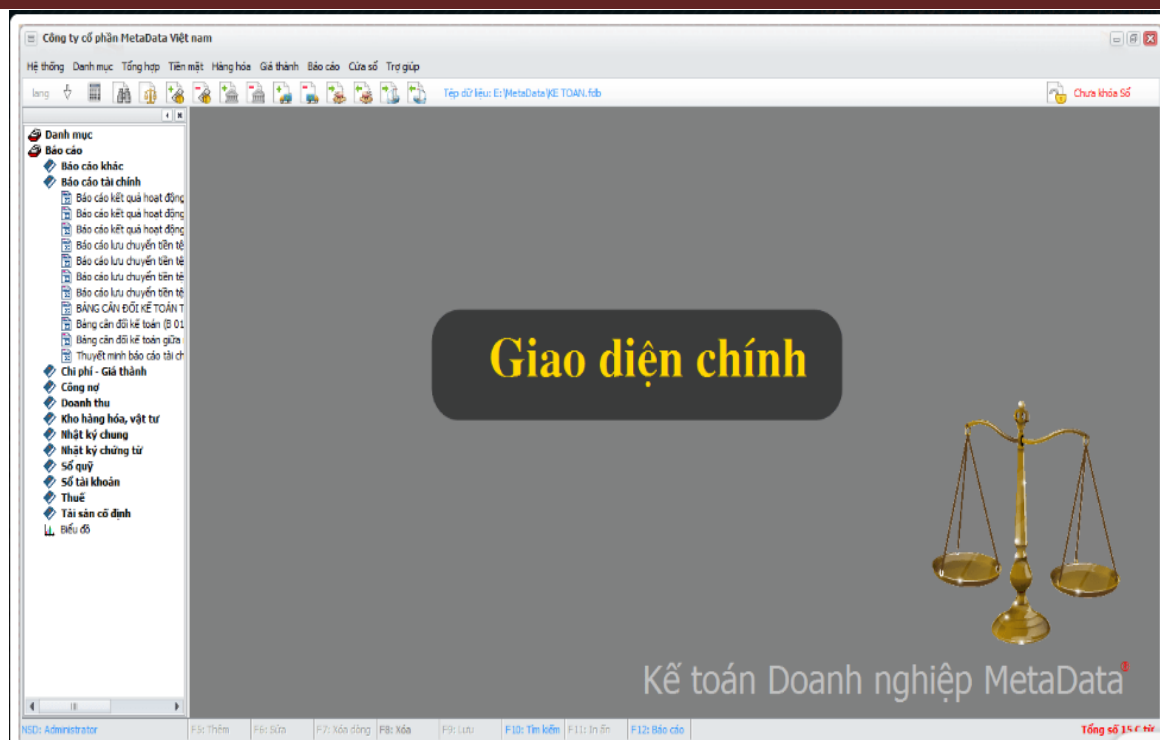 Công ty cổ phần MetaData Việt nam
Hệ thống Danh mục Tổng hợp Tiền mặt Hàng hóa Giá thành Báo cáo Cửa sổ Trợ giúp
lang Tệp dữ liệu: E:\MetaData\KE TOAN.fdb Chưa khóa Sổ
Danh mục
Báo cáo
Báo cáo khác
Báo cáo tài chính
Báo cáo kết quả hoạt động
Báo cáo kết quả hoạt động
Báo cáo kết quả hoạt động
Báo cáo lưu chuyển tiền tệ
Báo cáo lưu chuyển tiền tệ
Báo cáo lưu chuyển tiền tệ
Báo cáo lưu chuyển tiền tệ
BẢNG CÂN ĐỐI KẾ TOÁN T
Bảng cân đối kế toán (B 01
Bảng cân đối kế toán giữa
Thuyết minh báo cáo tài ch
Chi phí - Giá thành
Công nợ
Doanh thu
Kho hàng hóa, vật tư
Nhật ký chung
Nhật ký chứng từ
Sổ quỹ
Sổ tài khoản
Thuế
Tài sản cố định
Biểu đồ
Giao diện chính
Kế toán Doanh nghiệp MetaData®
NSD: Administrator F5: Thêm F6: Sửa F7: Xóa dòng F8: Xóa F9: Lưu F10: Tìm kiếm F11: In ấn F12: Báo cáo Tổng số 15